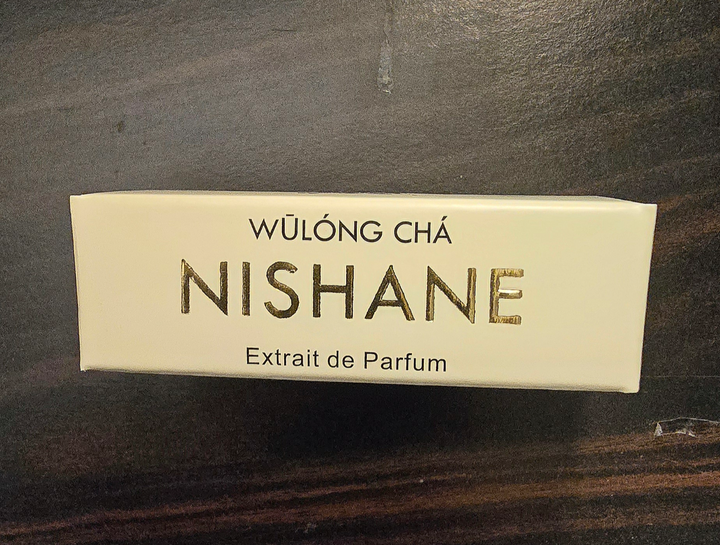 WŪLÓNG CHÁ
NISHANE
Extrait de Parfum